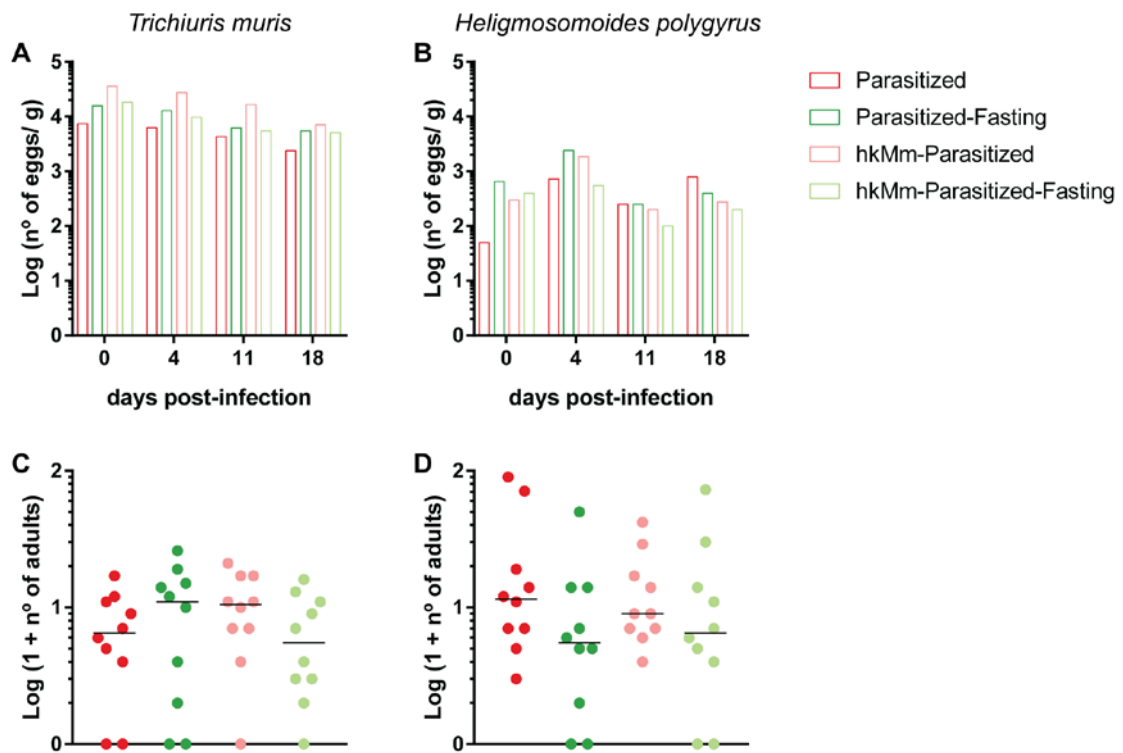 Trichiuris muris
Heligmosomoides polygyrus
A
5
4
3
2
1
0
Log (nº of eggs/ g)
0 4 11 18
days post-infection
B
5
4
3
2
1
0
Log (nº of eggs/ g)
0 4 11 18
days post-infection
Parasitized
Parasitized-Fasting
hkMm-Parasitized
hkMm-Parasitized-Fasting
C
2
1
0
Log (1 + nº of adults)
D
2
1
0
Log (1 + nº of adults)